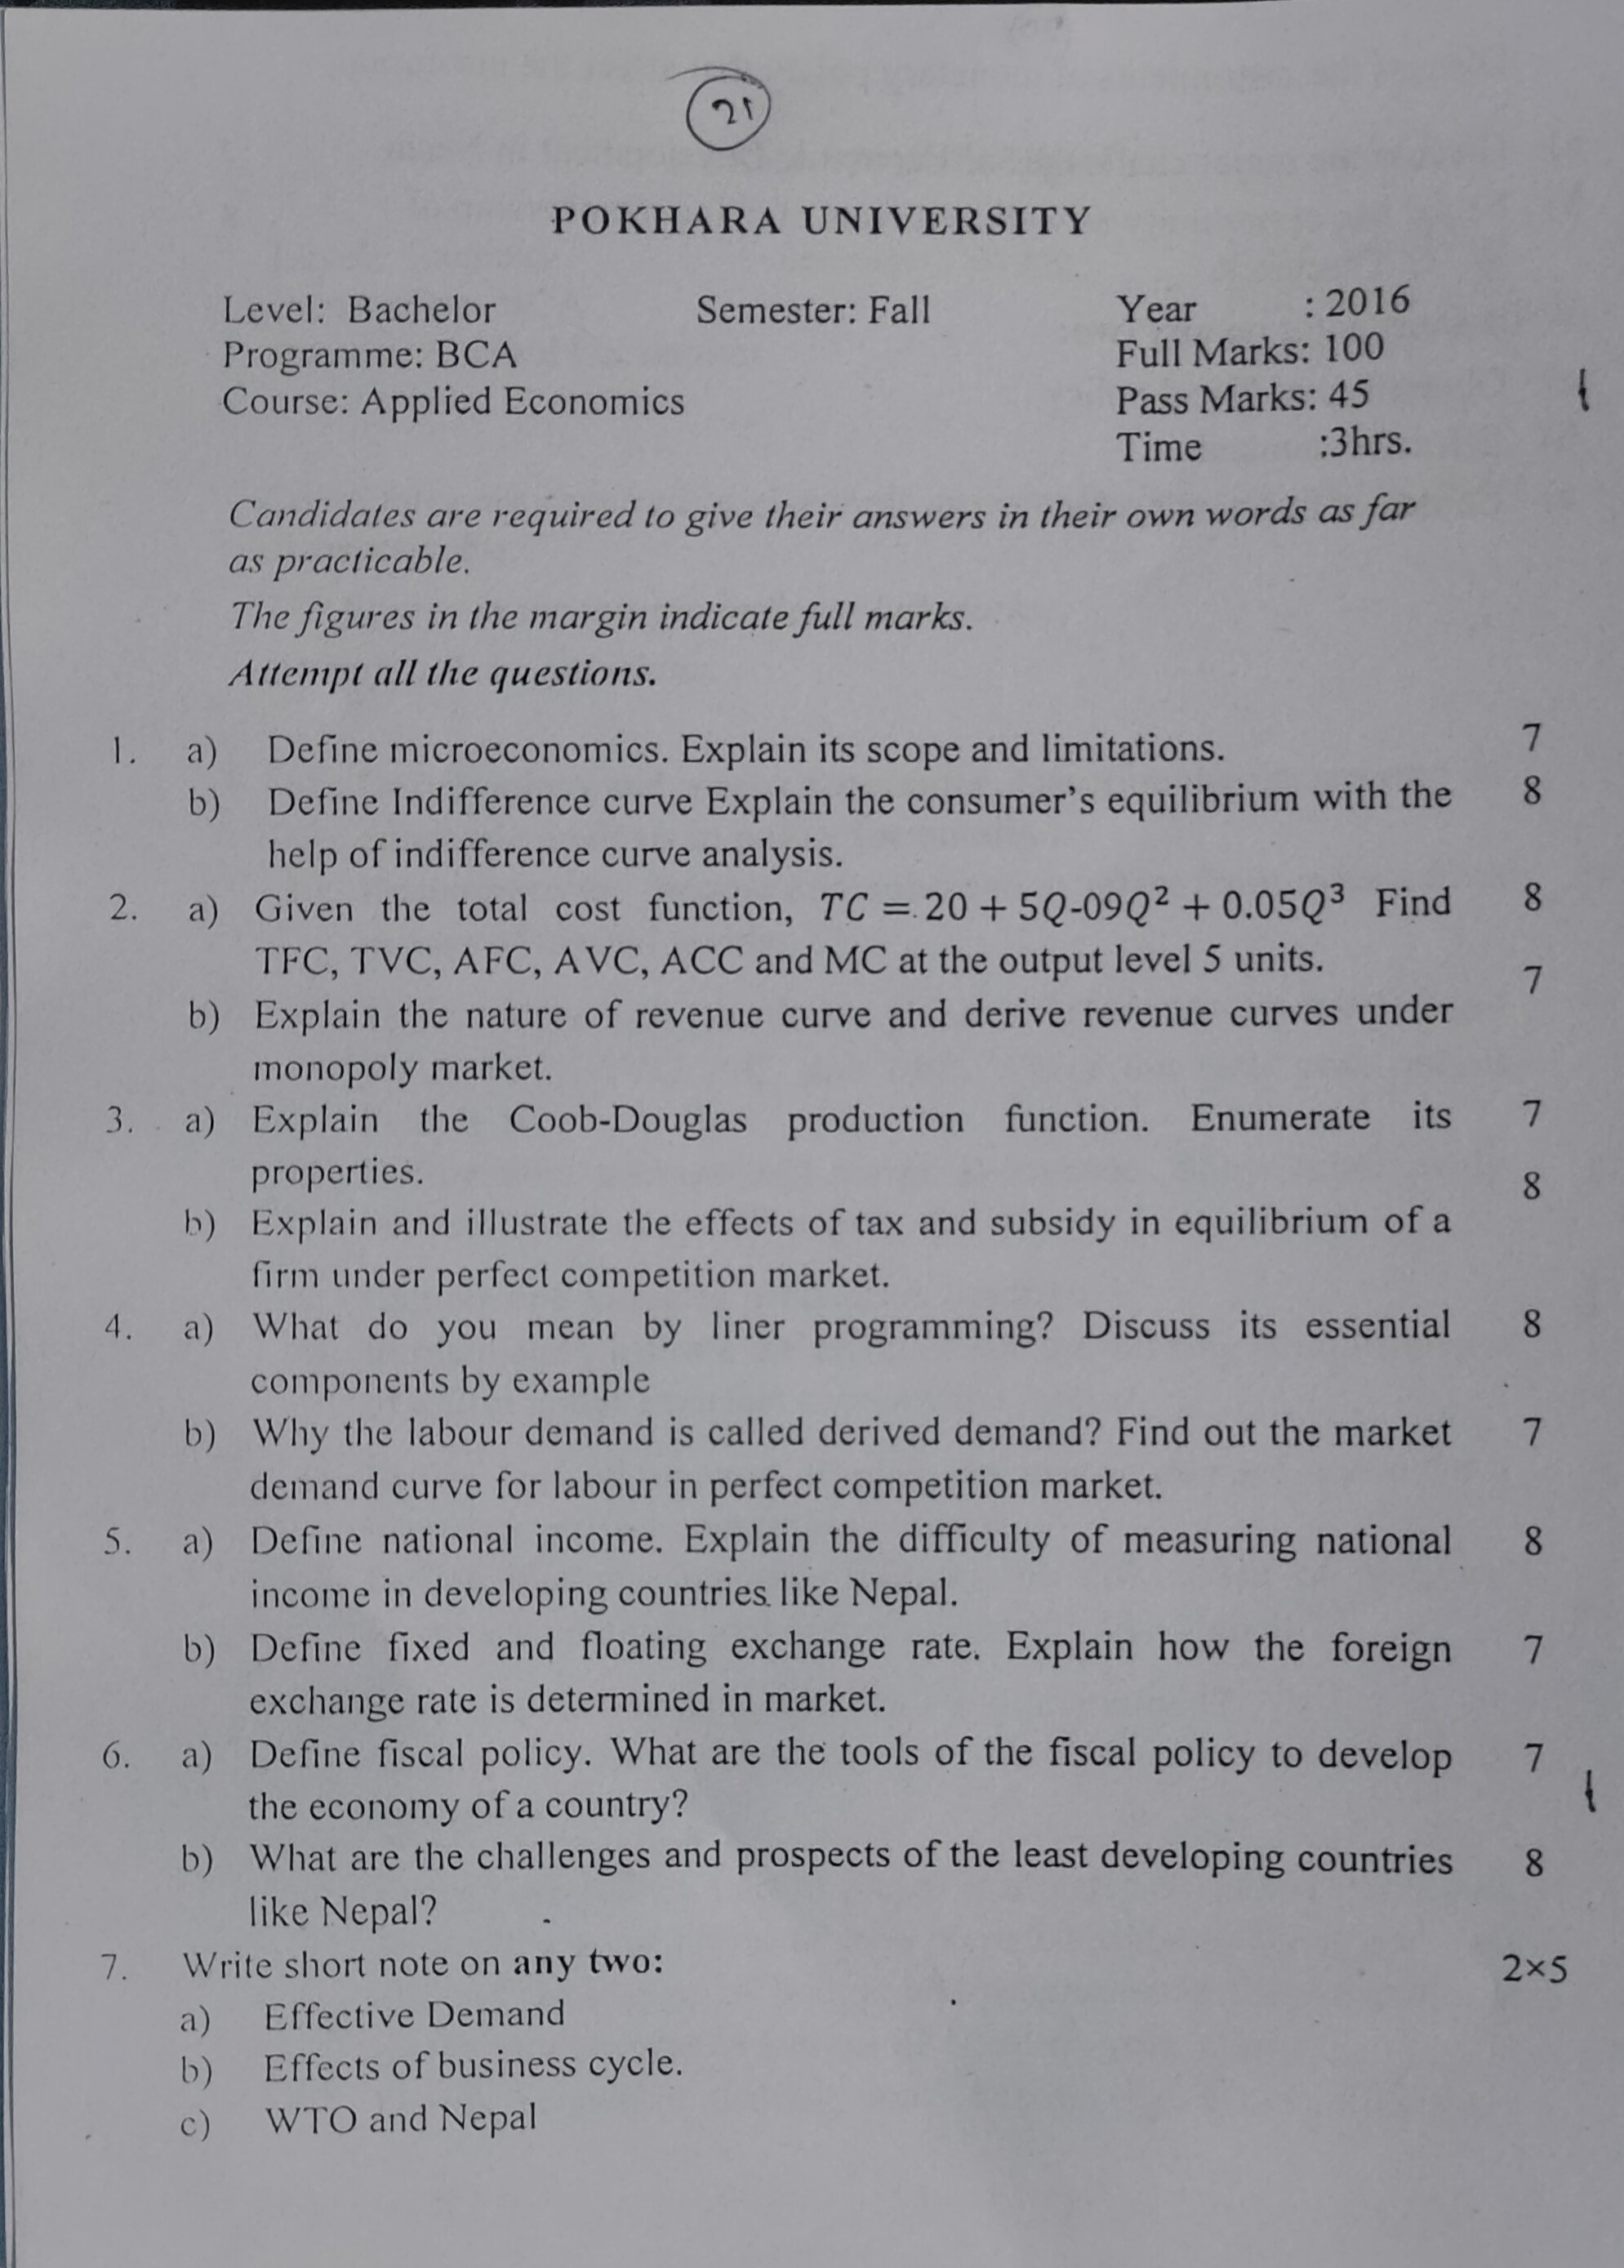 21
POKHARA UNIVERSITY
Level: Bachelor Semester: Fall Year : 2016
Programme: BCA Full Marks: 100
Course: Applied Economics Pass Marks: 45
Time :3hrs.
Candidates are required to give their answers in their own words as far
as practicable.
The figures in the margin indicate full marks.
Attempt all the questions.
1. a) Define microeconomics. Explain its scope and limitations. 7
b) Define Indifference curve Explain the consumer's equilibrium with the 8
help of indifference curve analysis.
2. a) Given the total cost function, TC = 20 + 5Q-09Q² + 0.05Q³ Find 8
TFC, TVC, AFC, AVC, ACC and MC at the output level 5 units.
b) Explain the nature of revenue curve and derive revenue curves under 7
monopoly market.
3. a) Explain the Coob-Douglas production function. Enumerate its 7
properties.
b) Explain and illustrate the effects of tax and subsidy in equilibrium of a 8
firm under perfect competition market.
4. a) What do you mean by liner programming? Discuss its essential 8
components by example
b) Why the labour demand is called derived demand? Find out the market 7
demand curve for labour in perfect competition market.
5. a) Define national income. Explain the difficulty of measuring national 8
income in developing countries like Nepal.
b) Define fixed and floating exchange rate. Explain how the foreign 7
exchange rate is determined in market.
6. a) Define fiscal policy. What are the tools of the fiscal policy to develop 7
the economy of a country?
b) What are the challenges and prospects of the least developing countries 8
like Nepal?
7. Write short note on any two: 2×5
a) Effective Demand
b) Effects of business cycle.
c) WTO and Nepal